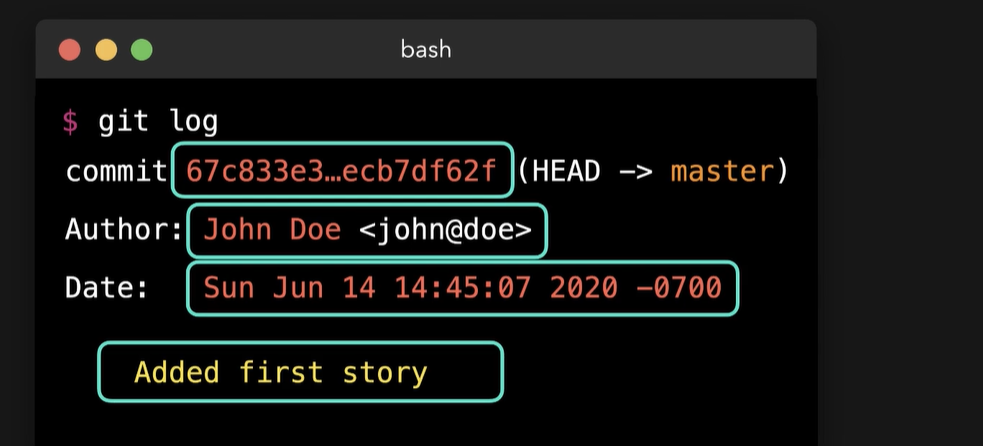 bash
$ git log
commit 67c833e3…ecb7df62f (HEAD -> master)
Author: John Doe <john@doe>
Date: Sun Jun 14 14:45:07 2020 -0700
Added first story